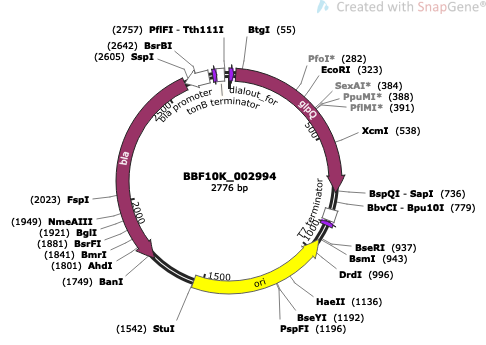 Created with SnapGene®
(2757) PflFI - Tth111I
BtgI (55)
(2642) BsrBI
(2605) SspI
PfoI* (282)
EcoRI (323)
SexAI* (384)
PpuMI* (388)
PflMI* (391)
XcmI (538)
dialout_for
tonB terminator
bla promoter
glpQ
bla
2500
500
BBF10K_002994
2776 bp
BspQI - SapI (736)
BbvCI - Bpu10I (779)
T7 terminator
(2023) FspI
2000
(1949) NmeAIII
(1921) BglI
(1881) BsrFI
(1841) BmrI
(1801) AhdI
(1749) BanI
1000
BseRI (937)
BsmI (943)
DrdI (996)
1500
ori
HaeII (1136)
BseYI (1192)
PspFI (1196)
(1542) StuI